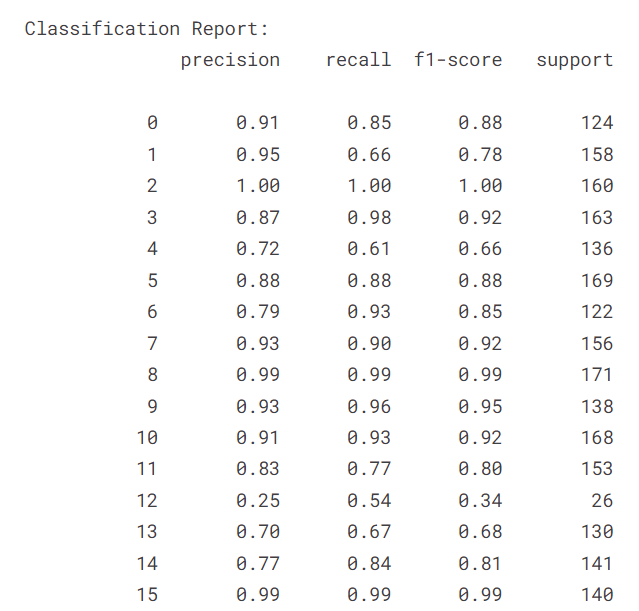 Classification Report:
precision recall f1-score support
0 0.91 0.85 0.88 124
1 0.95 0.66 0.78 158
2 1.00 1.00 1.00 160
3 0.87 0.98 0.92 163
4 0.72 0.61 0.66 136
5 0.88 0.88 0.88 169
6 0.79 0.93 0.85 122
7 0.93 0.90 0.92 156
8 0.99 0.99 0.99 171
9 0.93 0.96 0.95 138
10 0.91 0.93 0.92 168
11 0.83 0.77 0.80 153
12 0.25 0.54 0.34 26
13 0.70 0.67 0.68 130
14 0.77 0.84 0.81 141
15 0.99 0.99 0.99 140